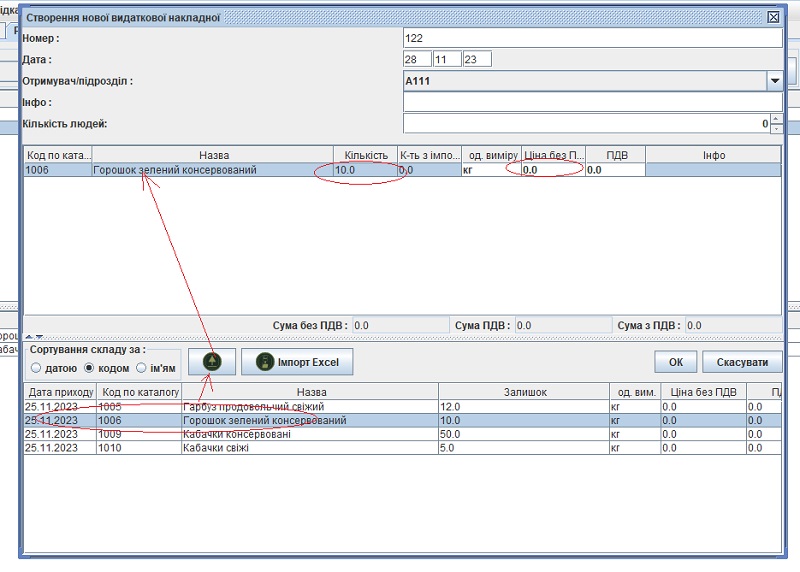 Створення нової видаткової накладної
Номер : 122
Дата : 28 11 23
Отримувач/підрозділ : А111
Інфо :
Кількість людей: 0
Код по ката... Назва Кількість К-ть з імпо... од. виміру Ціна без П... ПДВ Інфо
1006 Горошок зелений консервований 10.0 0.0 кг 0.0 0.0
Сума без ПДВ : 0.0 Сума ПДВ : 0.0 Сума з ПДВ : 0.0
Сортування складу за :
датою кодом ім'ям Імпорт Excel ОК Скасувати
Дата приходу Код по каталогу Назва Залишок од. вим. Ціна без ПДВ
25.11.2023 1005 Гарбуз продовольчий свіжий 12.0 кг 0.0 0.0
25.11.2023 1006 Горошок зелений консервований 10.0 кг 0.0 0.0
25.11.2023 1009 Кабачки консервовані 50.0 кг 0.0 0.0
25.11.2023 1010 Кабачки свіжі 5.0 кг 0.0 0.0